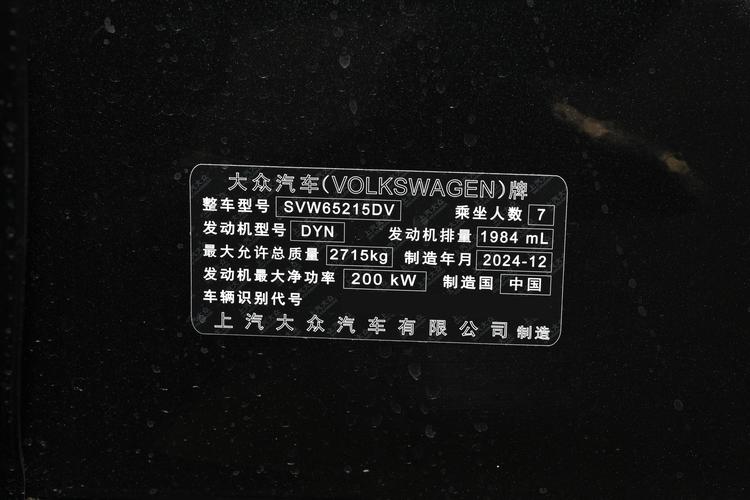 大众汽车(VOLKSWAGEN)牌
整车型号 SVW65215DV 乘坐人数 7
发动机型号 DYN 发动机排量 1984 mL
最大允许总质量 2715kg 制造年月 2024-12
发动机最大净功率 200 kW 制造国 中国
车辆识别代号
上汽大众汽车有限公司 制造